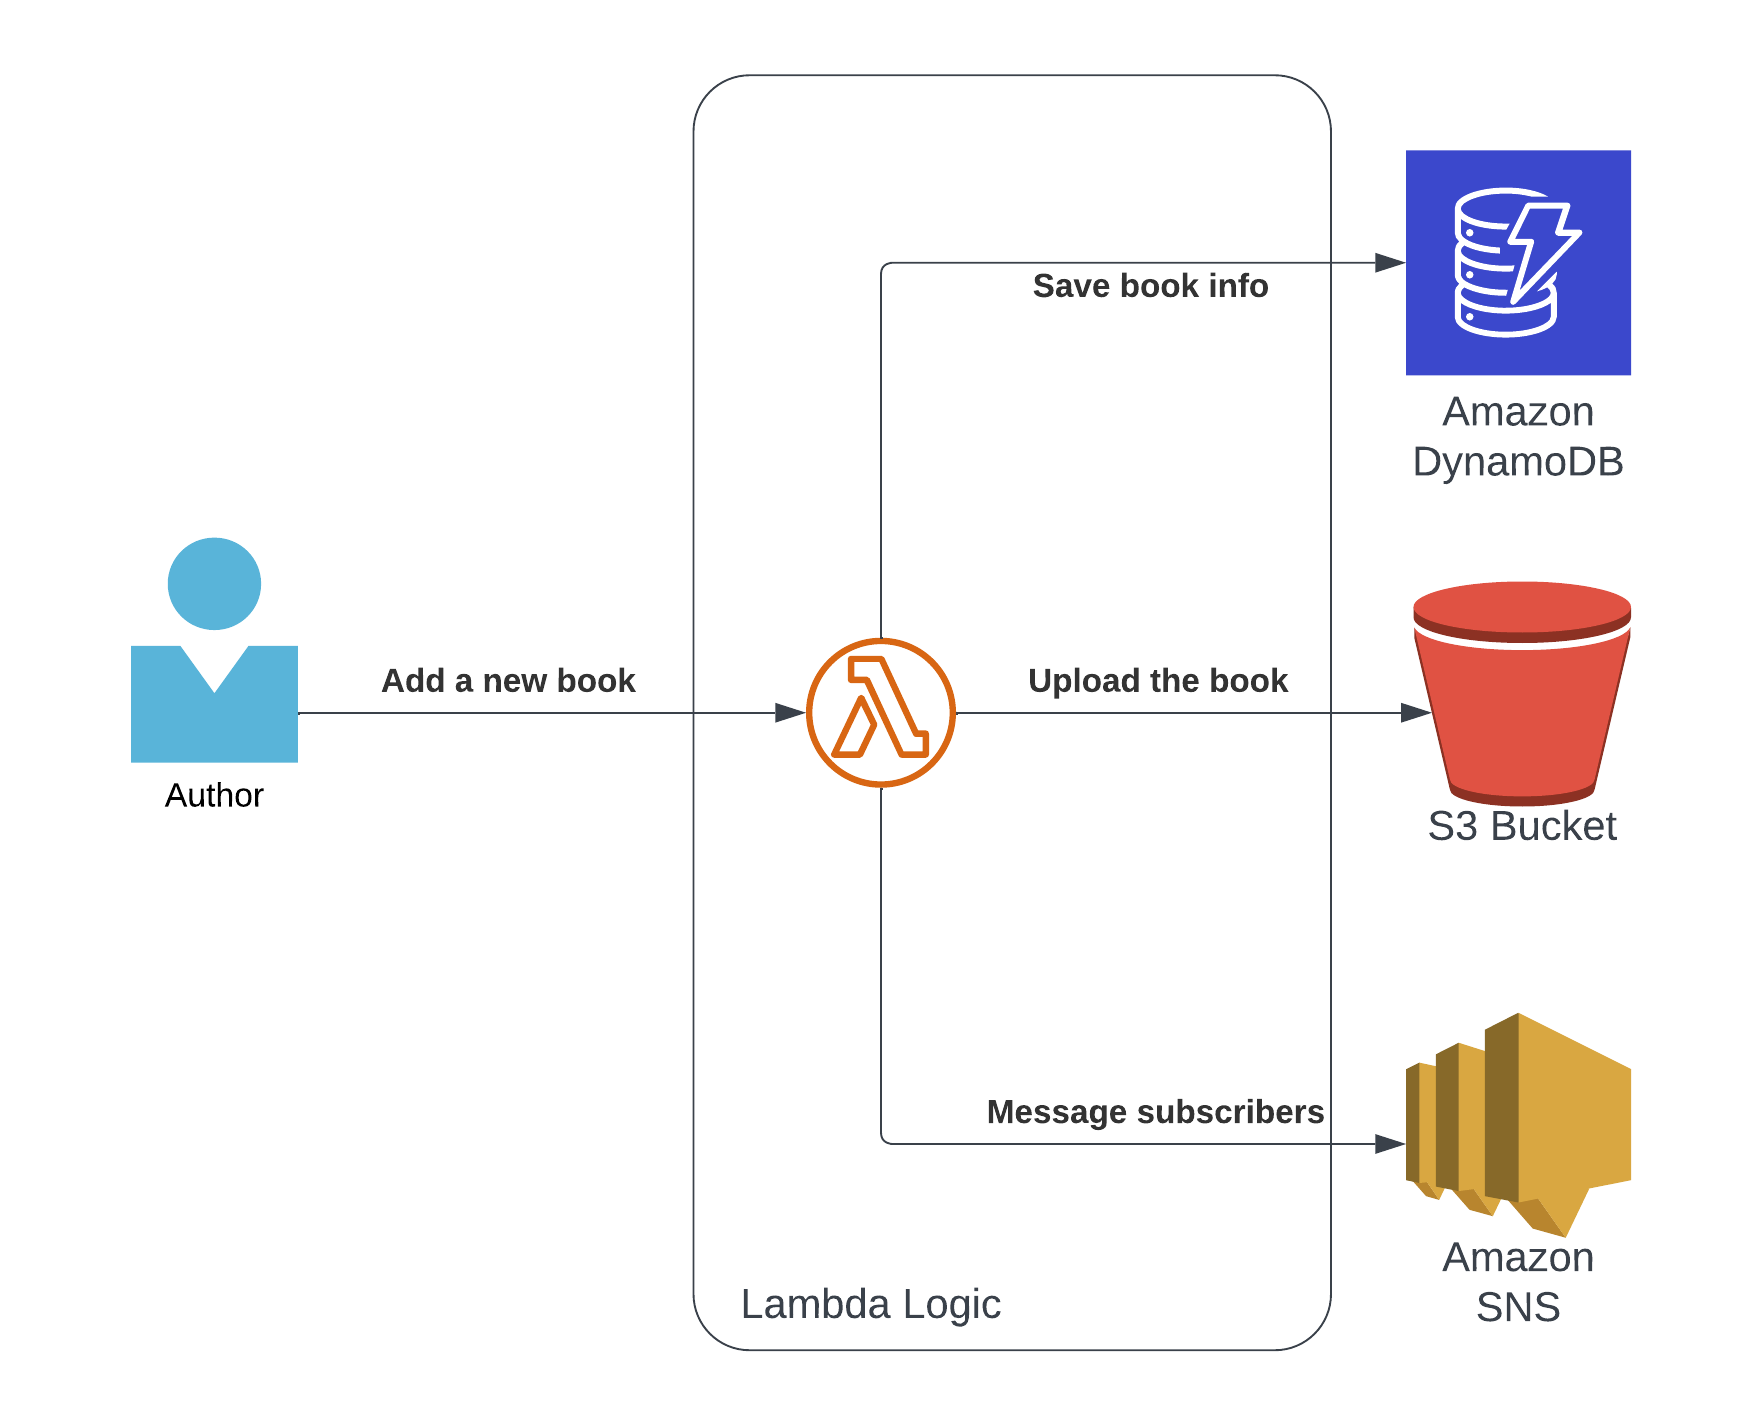 Save book info
Amazon
DynamoDB
Add a new book
Upload the book
Author
S3 Bucket
Message subscribers
Amazon
SNS
Lambda Logic